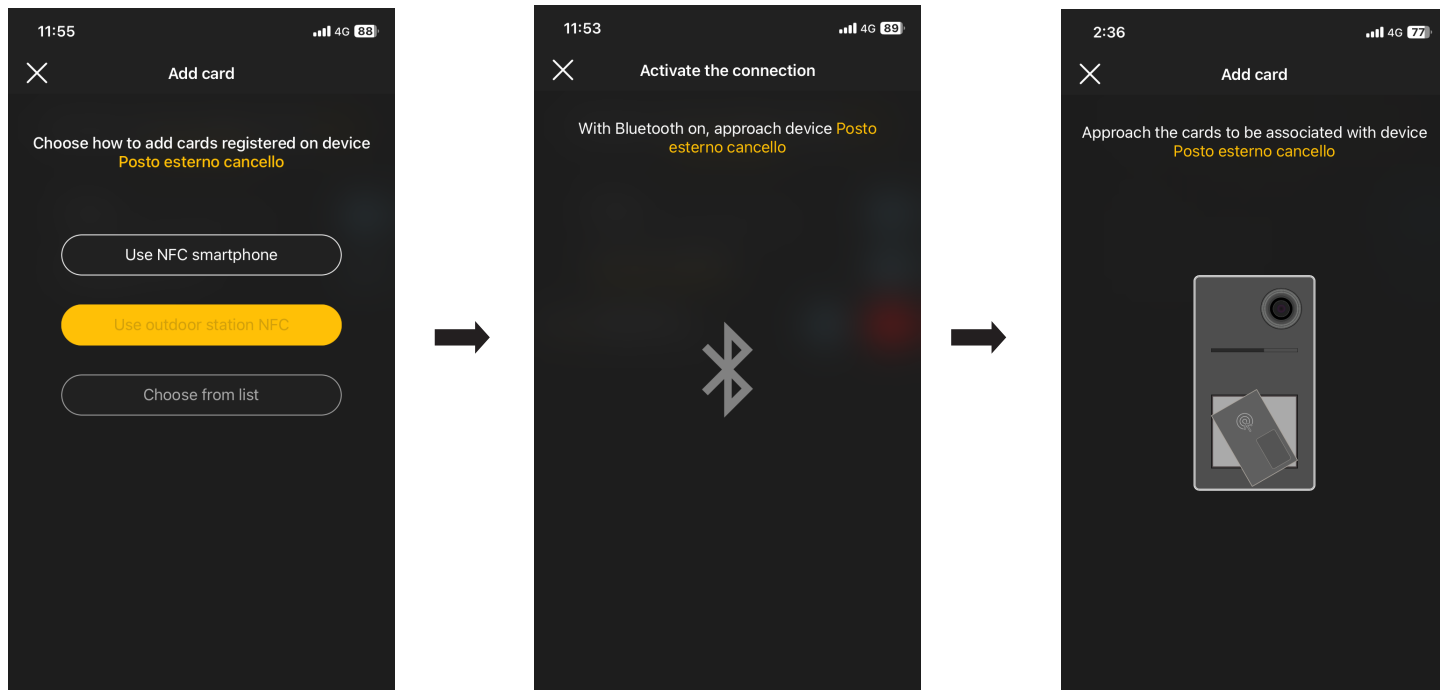 11:55
4G 88
Add card
Choose how to add cards registered on device
Posto esterno cancello
Use NFC smartphone
Use outdoor station NFC
Choose from list
11:53
4G 89
Activate the connection
With Bluetooth on, approach device Posto
esterno cancello
2:36
4G 77
Add card
Approach the cards to be associated with device
Posto esterno cancello